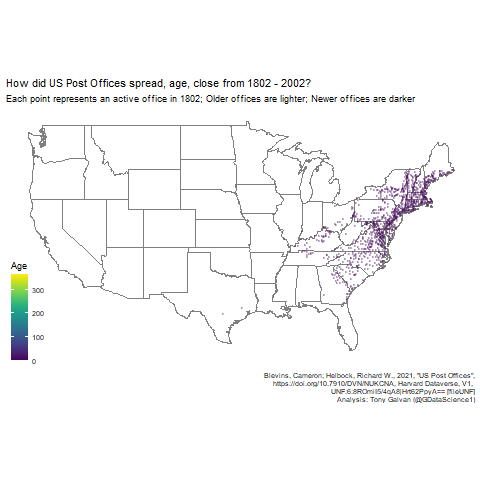 How did US Post Offices spread, age, close from 1802 - 2002?
Each point represents an active office in 1802; Older offices are lighter; Newer offices are darker
Age
300
200
100
0
Blevins, Cameron; Helbock, Richard W., 2021, "US Post Offices",
https://doi.org/10.7910/DVN/NUKCNA, Harvard Dataverse, V1,
UNF:6:8ROmiI5/4qA8jHrt62PpyA== [fileUNF]
Analysis: Tony Galvan (@GDataScience1)